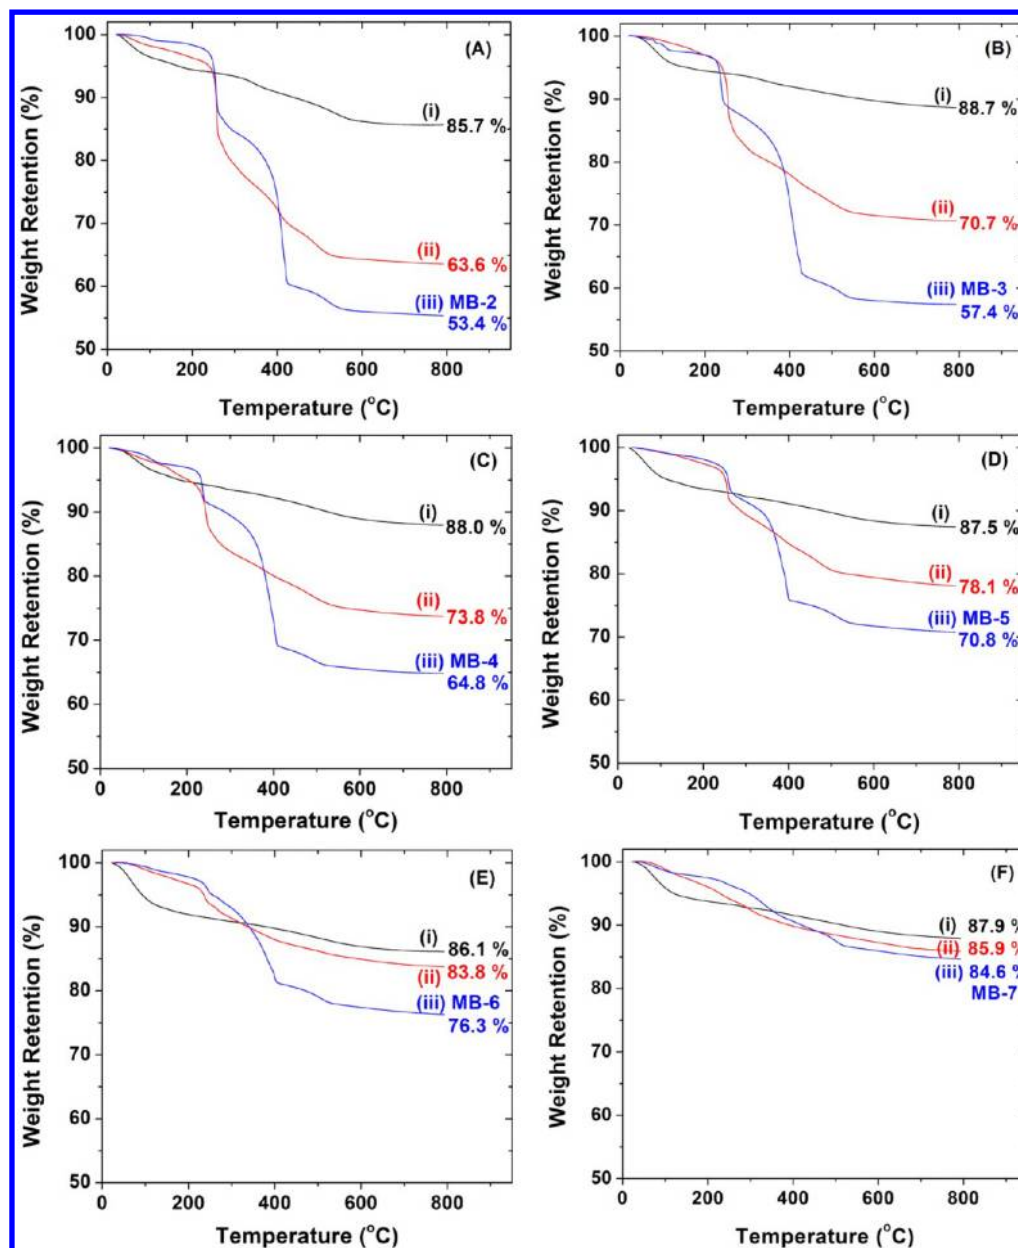 (A)
100
90
80
70
60
50
Weight Retention (%)
(i)
85.7 %
(ii)
63.6 %
(iii) MB-2
53.4 %
0 200 400 600 800
Temperature (°C)
(B)
100
90
80
70
60
50
Weight Retention (%)
(i)
88.7 %
(ii)
70.7 %
(iii) MB-3
57.4 %
0 200 400 600 800
Temperature (°C)
(C)
100
90
80
70
60
50
Weight Retention (%)
(i)
88.0 %
(ii)
73.8 %
(iii) MB-4
64.8 %
0 200 400 600 800
Temperature (°C)
(D)
100
90
80
70
60
50
Weight Retention (%)
(i)
87.5 %
(ii)
78.1 %
(iii) MB-5
70.8 %
0 200 400 600 800
Temperature (°C)
(E)
100
90
80
70
60
50
Weight Retention (%)
(i)
86.1 %
83.8 %
(ii)
(iii) MB-6
76.3 %
0 200 400 600 800
Temperature (°C)
(F)
100
90
80
70
60
50
Weight Retention (%)
(i) 87.9 %
(ii) 85.9 %
(iii) 84.6 %
MB-7
0 200 400 600 800
Temperature (°C)